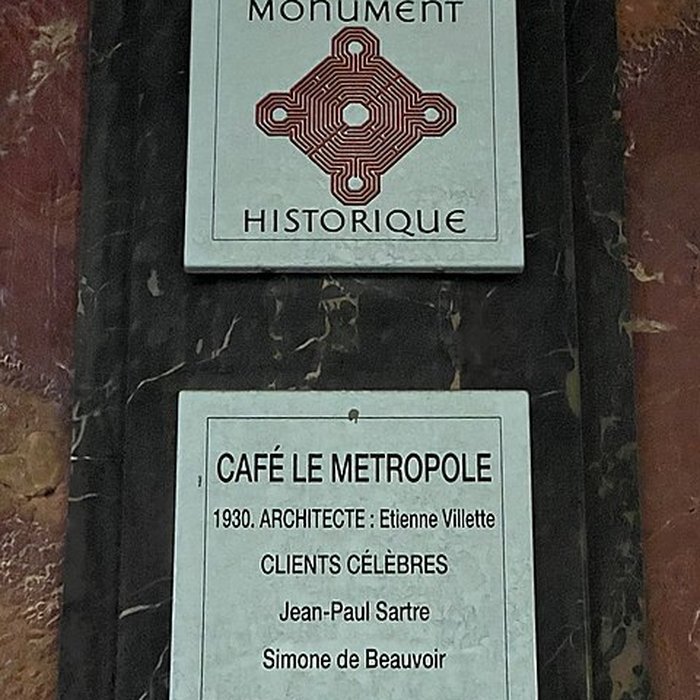 MONUMENT
HISTORIQUE
CAFÉ LE METROPOLE
1930. ARCHITECTE : Etienne Villette
CLIENTS CÉLÈBRES
Jean-Paul Sartre
Simone de Beauvoir